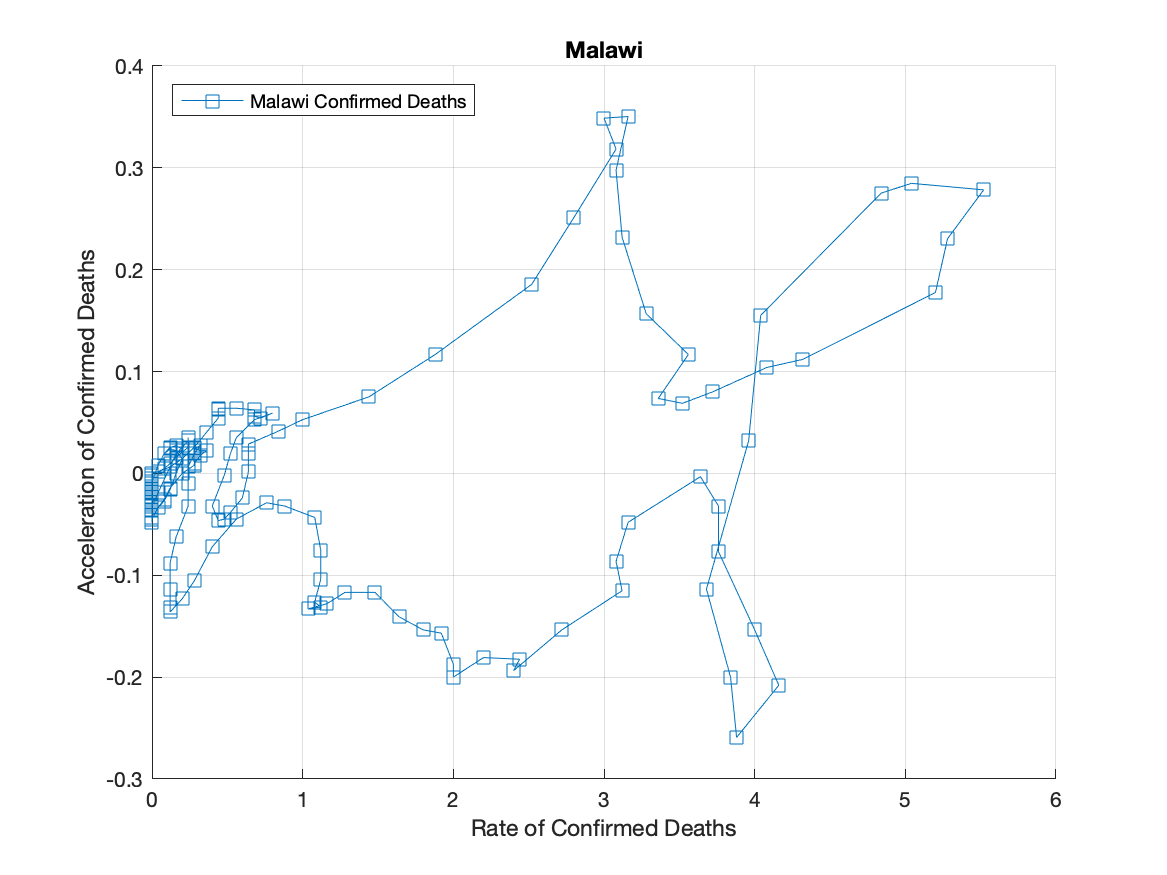 Malawi
Malawi Confirmed Deaths
0.4
0.3
0.2
0.1
0
-0.1
-0.2
-0.3
Acceleration of Confirmed Deaths
0 1 2 3 4 5 6
Rate of Confirmed Deaths